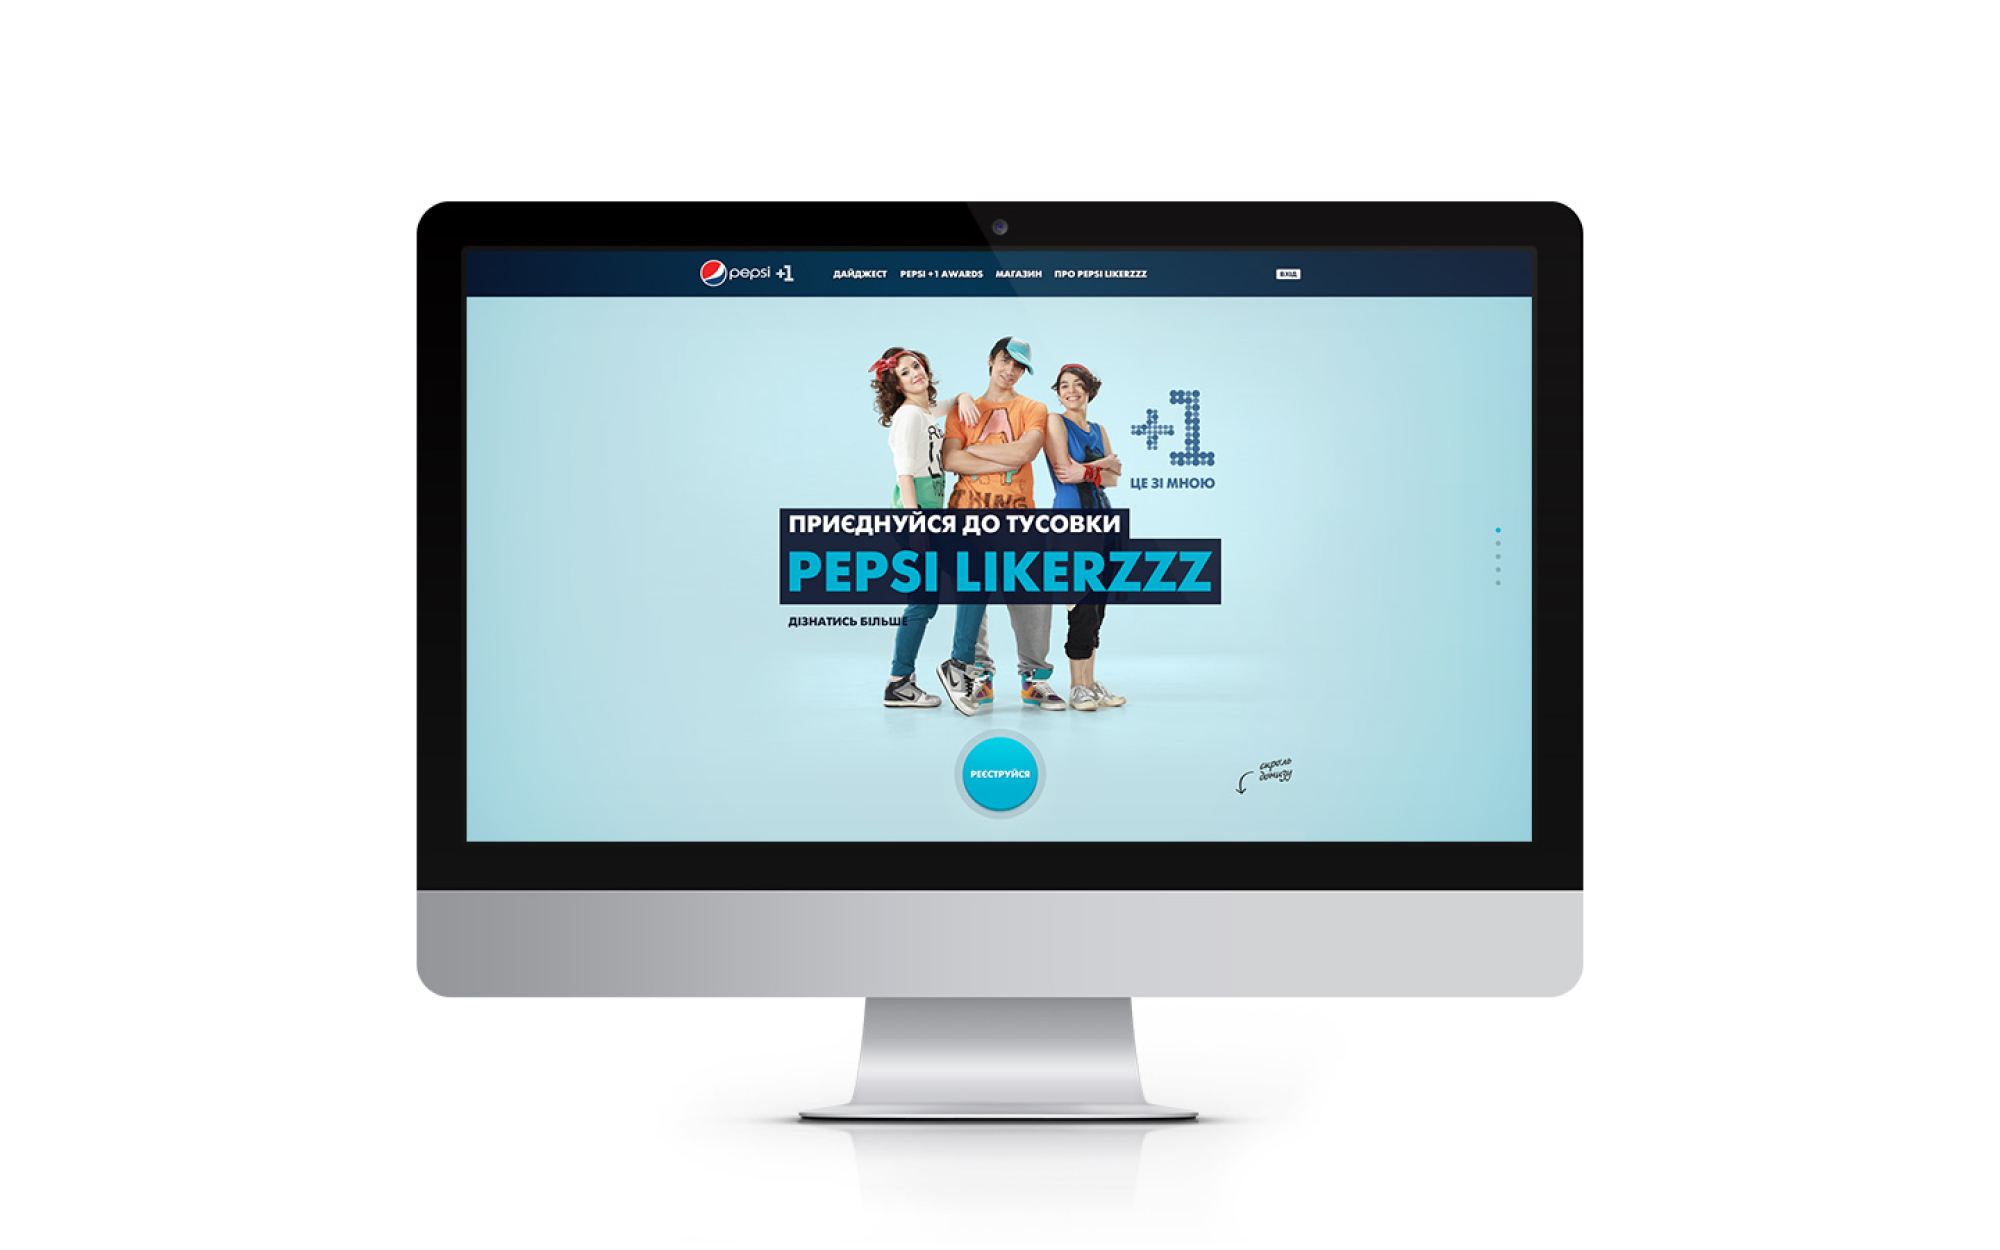 pepsi +1
ДАЙДЖЕСТ PEPSI +1 AWARDS МАГАЗИН ПРО PEPSI LIKERZZZ
ВХІД
+1
ЦЕ ЗІ МНОЮ
ПРИЄДНУЙСЯ ДО ТУСОВКИ
PEPSI LIKERZZZ
ДІЗНАТИСЬ БІЛЬШЕ
РЕЄСТРУЙСЯ
скроль
донизу